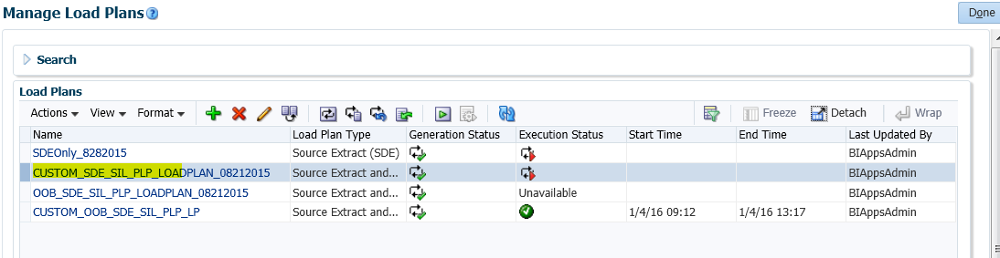 Manage Load Plans
Done
Search
Load Plans
Actions View Format Freeze Detach Wrap
Name Load Plan Type Generation Status Execution Status Start Time End Time Last Updated By
SDEOnly_8282015 Source Extract (SDE) BIAppsAdmin
CUSTOM_SDE_SIL_PLP_LOADPLAN_08212015 Source Extract and... BIAppsAdmin
OOB_SDE_SIL_PLP_LOADPLAN_08212015 Source Extract and... Unavailable BIAppsAdmin
CUSTOM_OOB_SDE_SIL_PLP_LP Source Extract and... 1/4/16 09:12 1/4/16 13:17 BIAppsAdmin